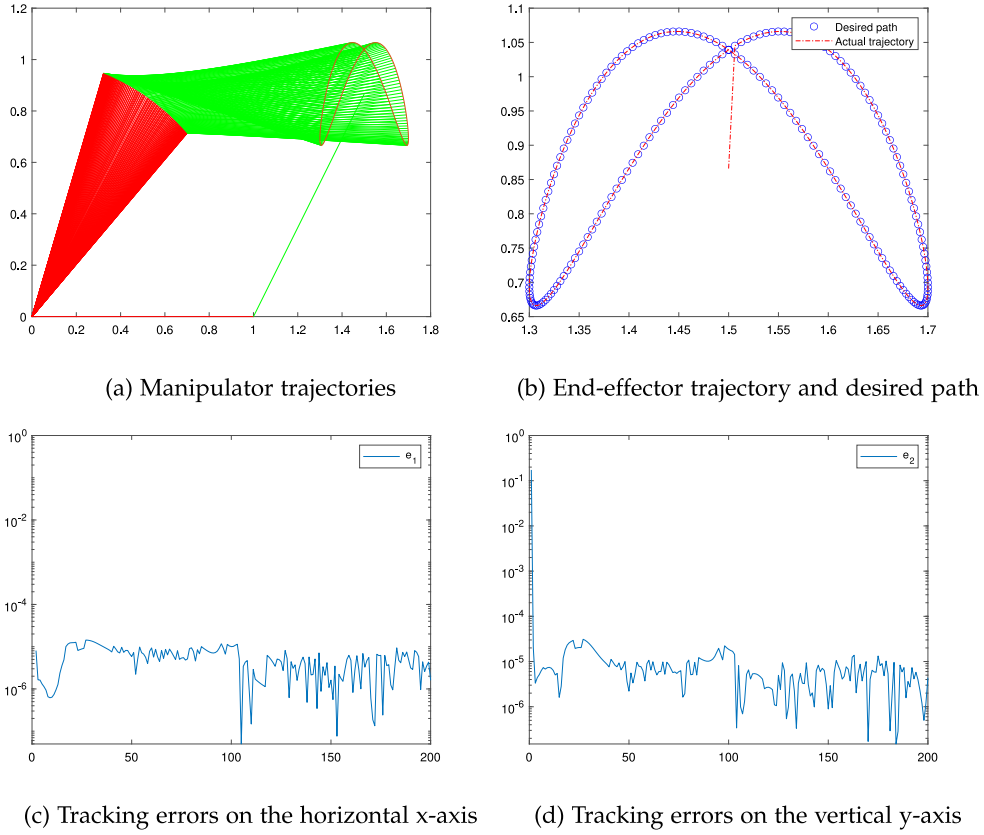 1.2
1
0.8
0.6
0.4
0.2
0
0 0.2 0.4 0.6 0.8 1 1.2 1.4 1.6 1.8
(a) Manipulator trajectories
1.1
1.05
1
0.95
0.9
0.85
0.8
0.75
0.7
0.65
1.3 1.35 1.4 1.45 1.5 1.55 1.6 1.65 1.7
Desired path
Actual trajectory
(b) End-effector trajectory and desired path
10^0
10^-2
10^-4
10^-6
0 50 100 150 200
e_1
(c) Tracking errors on the horizontal x-axis
10^0
10^-1
10^-2
10^-3
10^-4
10^-5
10^-6
0 50 100 150 200
e_2
(d) Tracking errors on the vertical y-axis